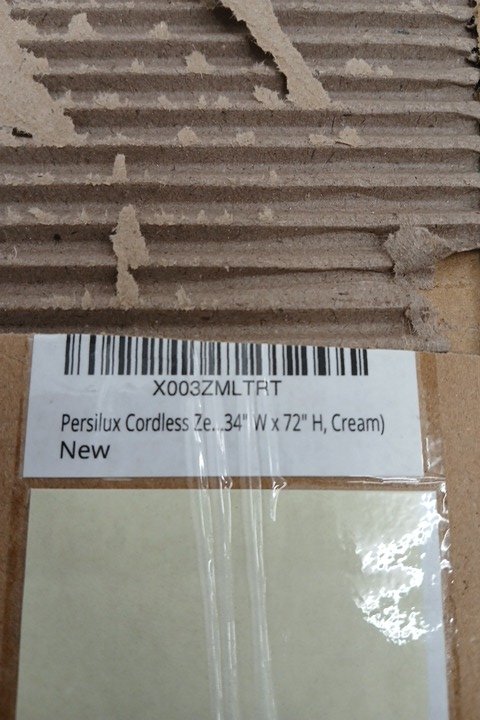 X003ZMLTRT
Persilux Cordless Ze...34" W x 72" H, Cream)
New